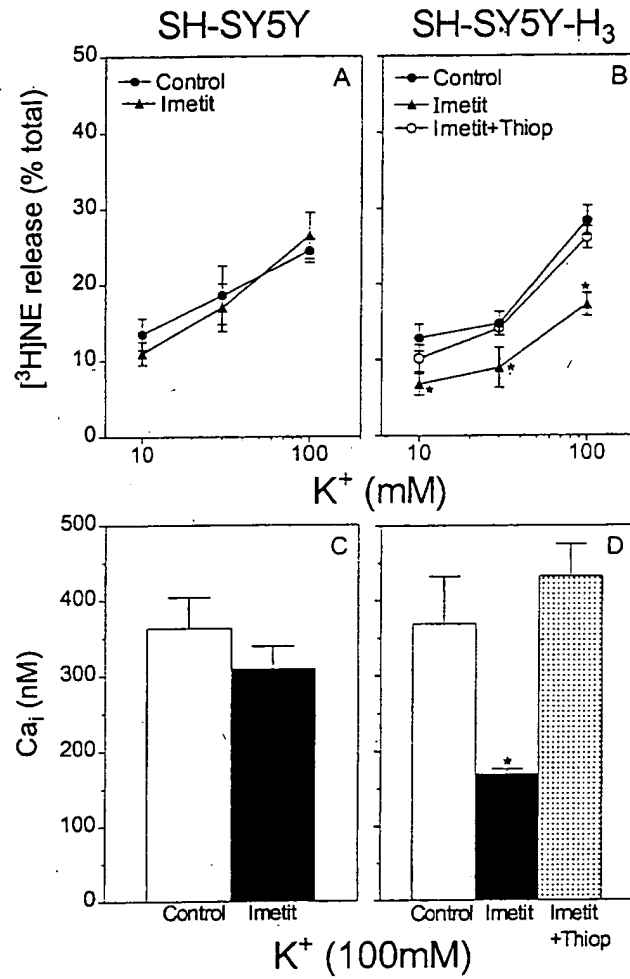 SH-SY5Y
SH-SY5Y-H₃
[³H]NE release (% total)
50
40
30
20
10
0
Control
Imetit
A
Control
Imetit
Imetit+Thiop
B
*
*
*
10
100
10
100
K⁺ (mM)
Caᵢ (nM)
500
400
300
200
100
0
C
D
*
Control
Imetit
Control
Imetit
Imetit
+Thiop
K⁺ (100mM)